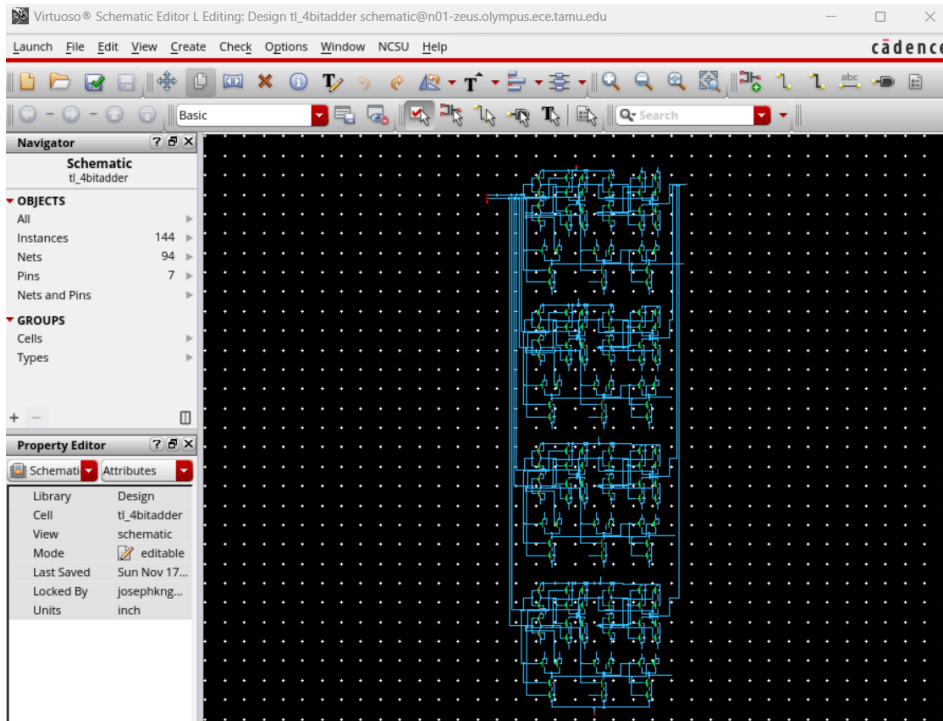 Virtuoso® Schematic Editor L Editing: Design tl_4bitadder schematic@n01-zeus.olympus.ece.tamu.edu
Launch File Edit View Create Check Options Window NCSU Help
cādence
abc
Basic
Search
Navigator
Schematic
tl_4bitadder
OBJECTS
All
Instances 144
Nets 94
Pins 7
Nets and Pins
GROUPS
Cells
Types
Property Editor
Schemati Attributes
Library Design
Cell tl_4bitadder
View schematic
Mode editable
Last Saved Sun Nov 17...
Locked By josephkng...
Units inch